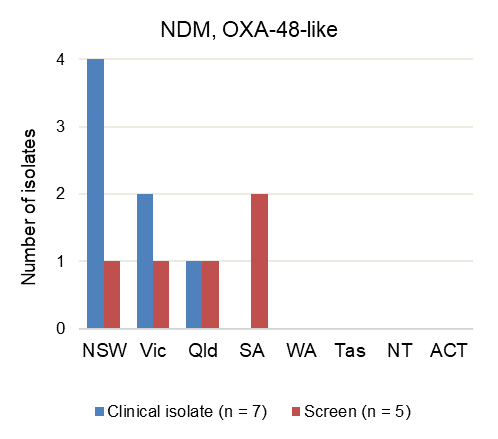 NDM, OXA-48-like
Number of isolates
4
3
2
1
0
NSW Vic Qld SA WA Tas NT ACT
Clinical isolate (n = 7) Screen (n = 5)